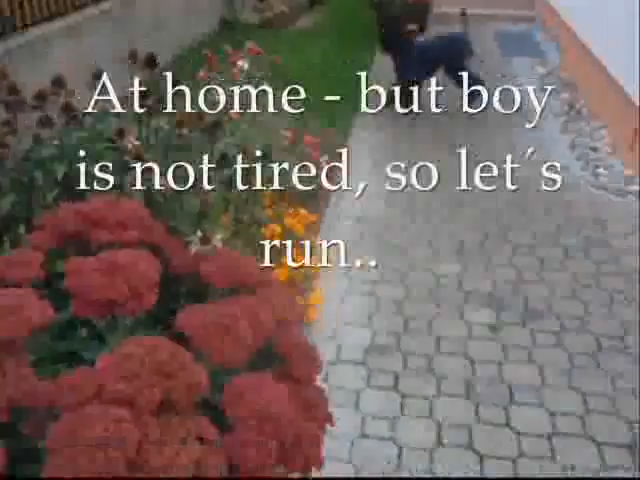 At home - but boy
is not tired, so let´s
run..